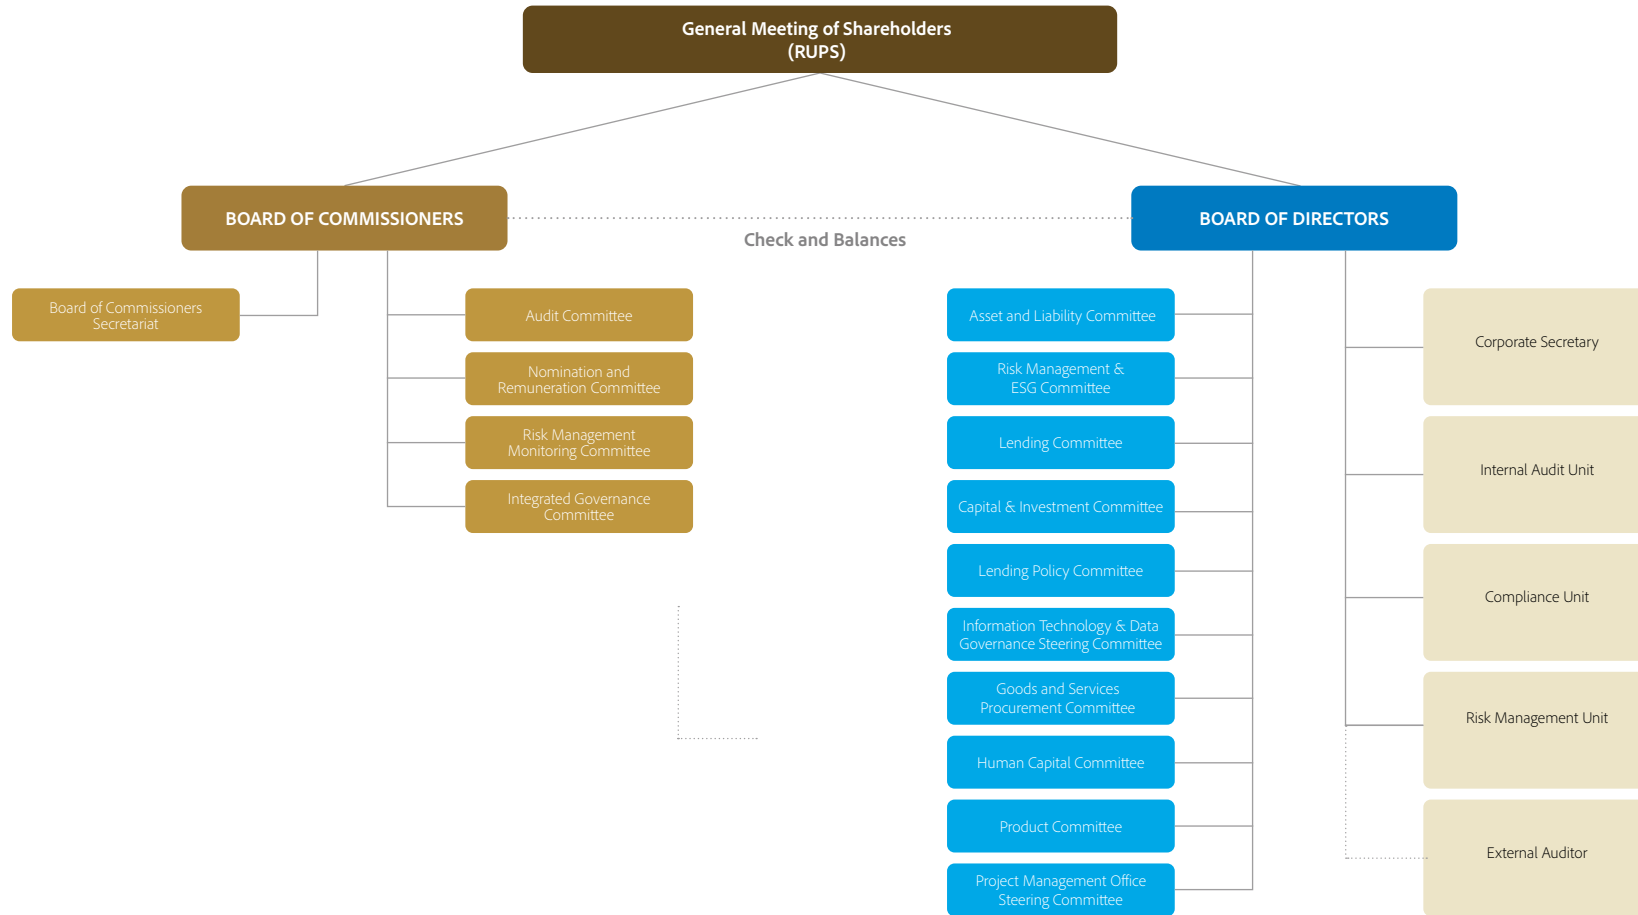 General Meeting of Shareholders
(RUPS)
BOARD OF COMMISSIONERS
BOARD OF DIRECTORS
Check and Balances
Board of Commissioners
Secretariat
Audit Committee
Nomination and
Remuneration Committee
Risk Management
Monitoring Committee
Integrated Governance
Committee
Asset and Liability Committee
Risk Management &
ESG Committee
Lending Committee
Capital & Investment Committee
Lending Policy Committee
Information Technology & Data
Governance Steering Committee
Goods and Services
Procurement Committee
Human Capital Committee
Product Committee
Project Management Office
Steering Committee
Corporate Secretary
Internal Audit Unit
Compliance Unit
Risk Management Unit
External Auditor